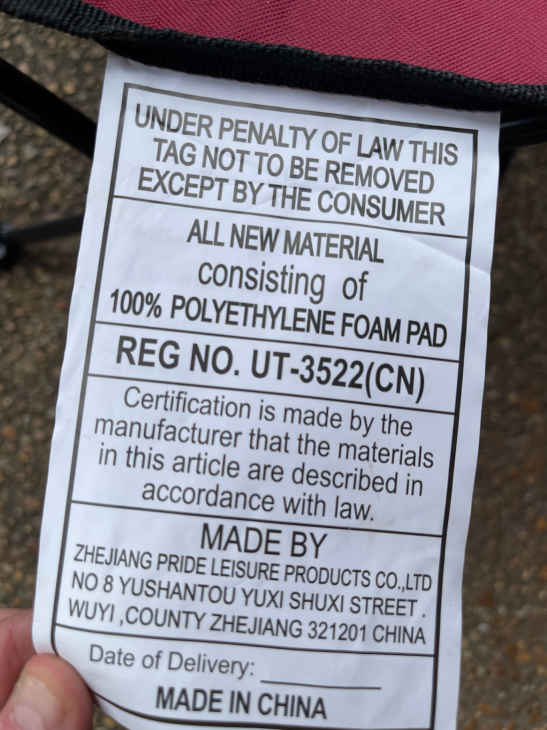 UNDER PENALTY OF LAW THIS
TAG NOT TO BE REMOVED
EXCEPT BY THE CONSUMER
ALL NEW MATERIAL
consisting of
100% POLYETHYLENE FOAM PAD
REG NO. UT-3522(CN)
Certification is made by the
manufacturer that the materials
in this article are described in
accordance with law.
MADE BY
ZHEJIANG PRIDE LEISURE PRODUCTS CO.,LTD
NO 8 YUSHANTOU YUXI SHUXI STREET .
WUYI ,COUNTY ZHEJIANG 321201 CHINA
Date of Delivery: ___________
MADE IN CHINA